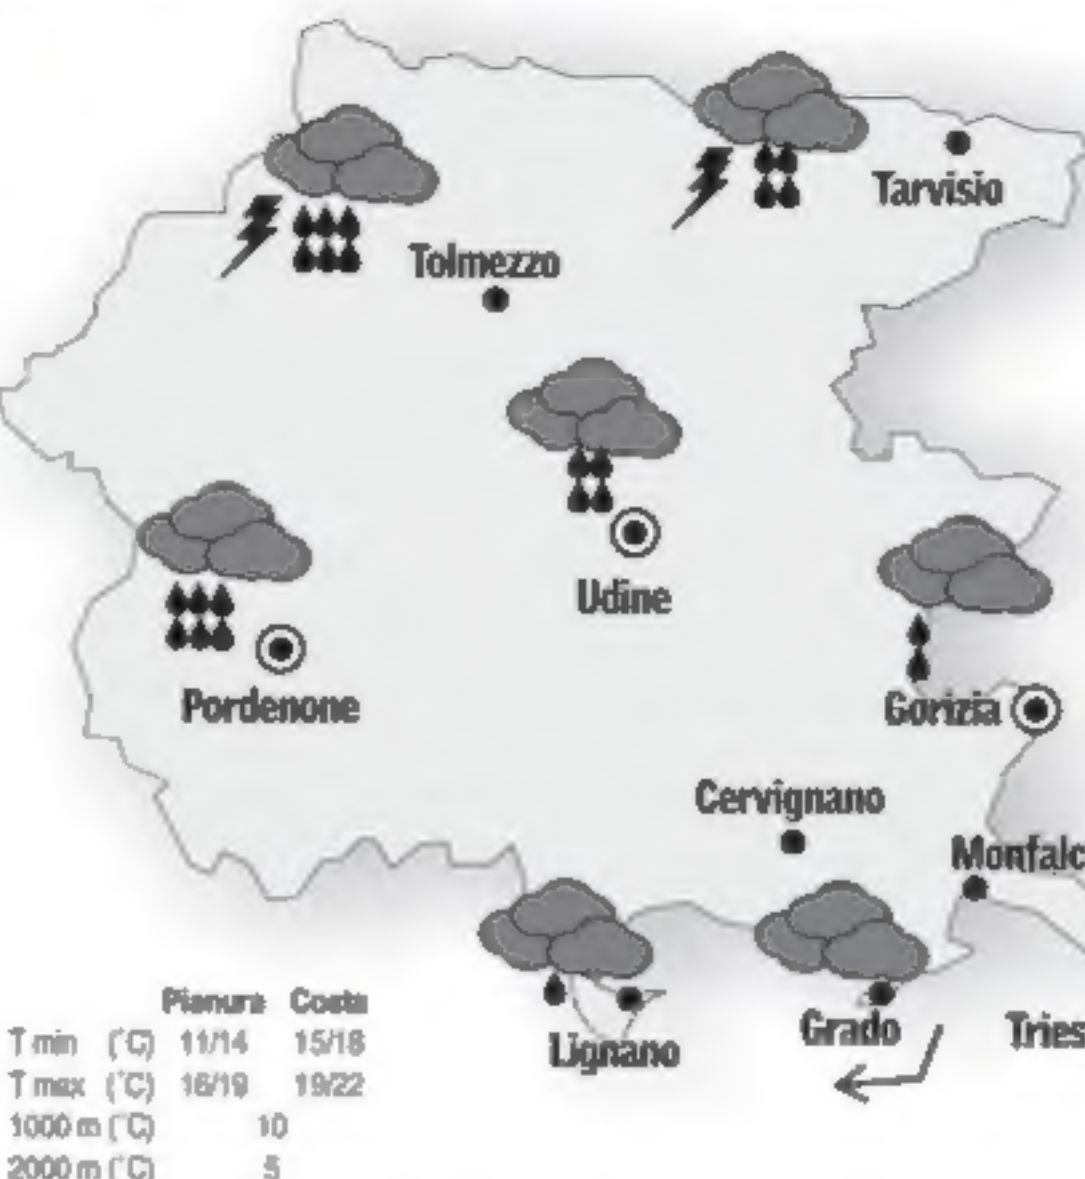 Tarvisio
Tolmezzo
Udine
Pordenone
Gorizia
Cervignano
Monfalc
Grado
Tries
Lignano
Pianura Costa
T min (°C) 11/14 15/18
T max (°C) 16/19 19/22
1000 m (°C) 10
2000 m (°C) 5